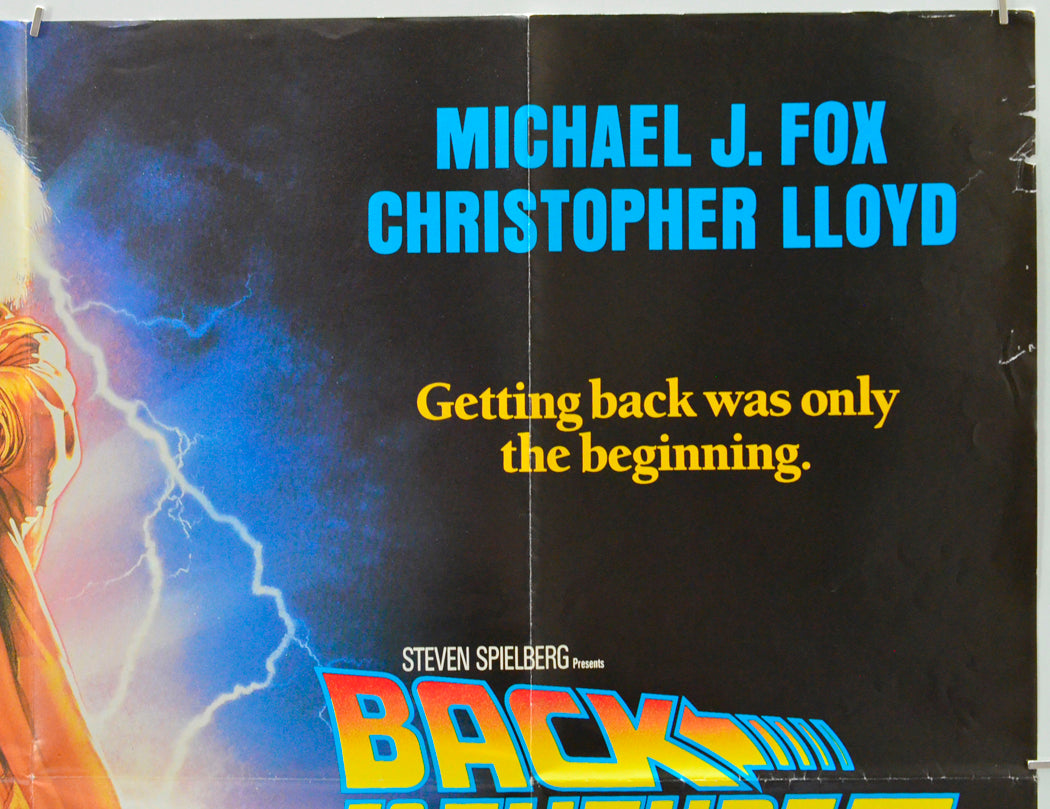 MICHAEL J. FOX
CHRISTOPHER LLOYD
Getting back was only
the beginning.
STEVEN SPIELBERG Presents
BACK